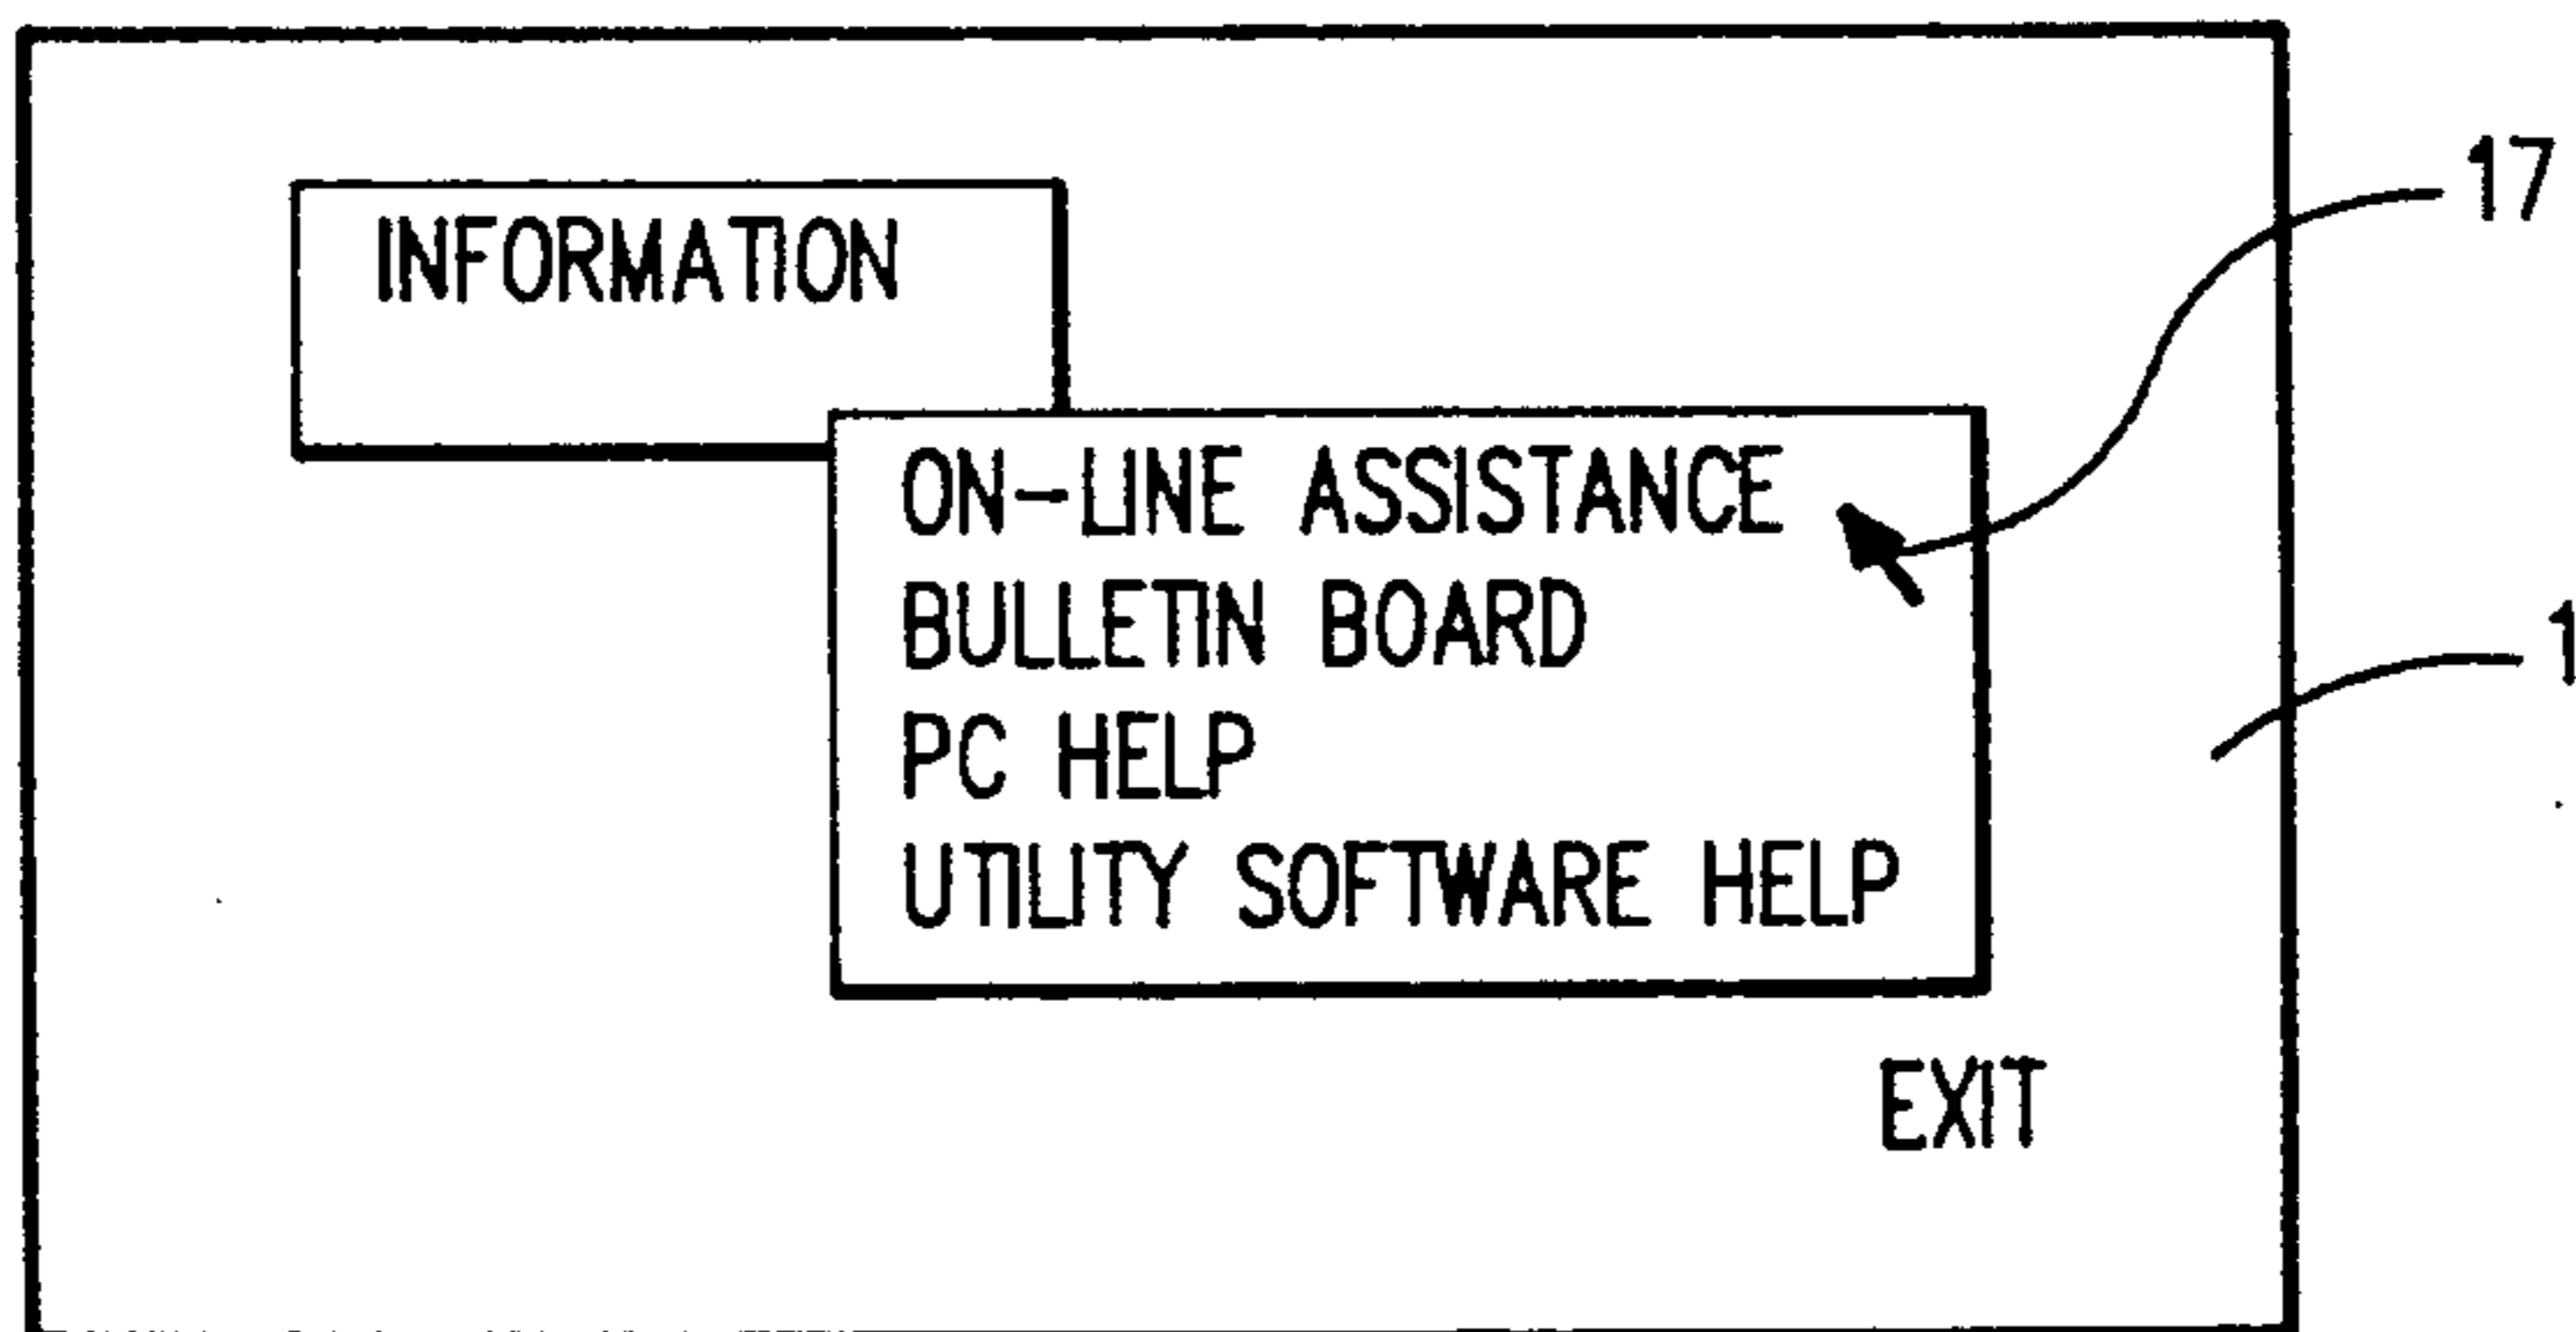 INFORMATION
17
ON-LINE ASSISTANCE
BULLETIN BOARD
PC HELP
UTILITY SOFTWARE HELP
EXIT